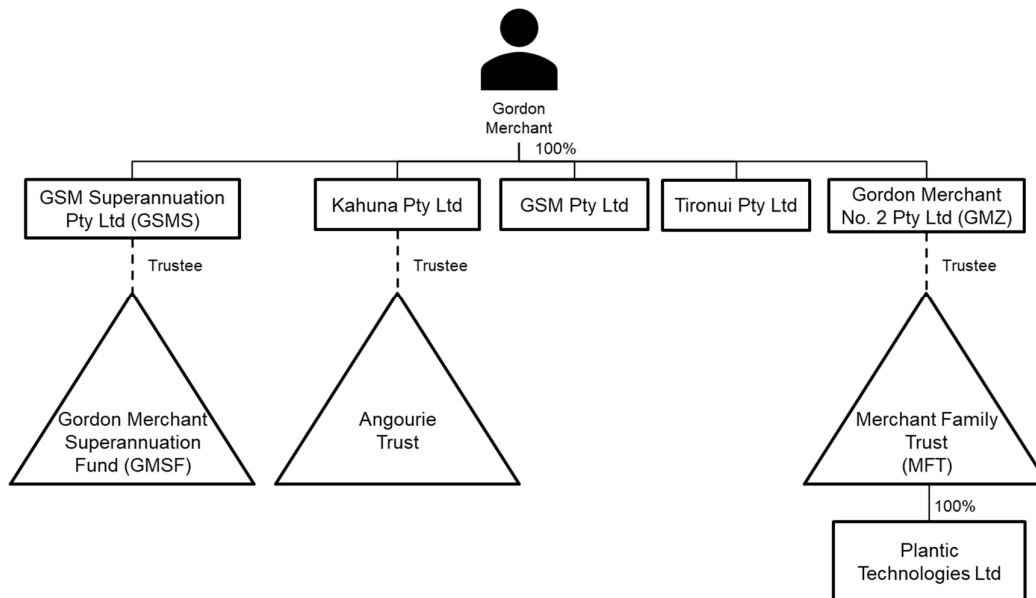 Gordon
Merchant
100%
GSM Superannuation
Pty Ltd (GSMS)
Kahuna Pty Ltd
GSM Pty Ltd
Tironui Pty Ltd
Gordon Merchant
No. 2 Pty Ltd (GMZ)
Trustee
Trustee
Trustee
Gordon Merchant
Superannuation
Fund (GMSF)
Angourie
Trust
Merchant Family
Trust
(MFT)
100%
Plantic
Technologies Ltd